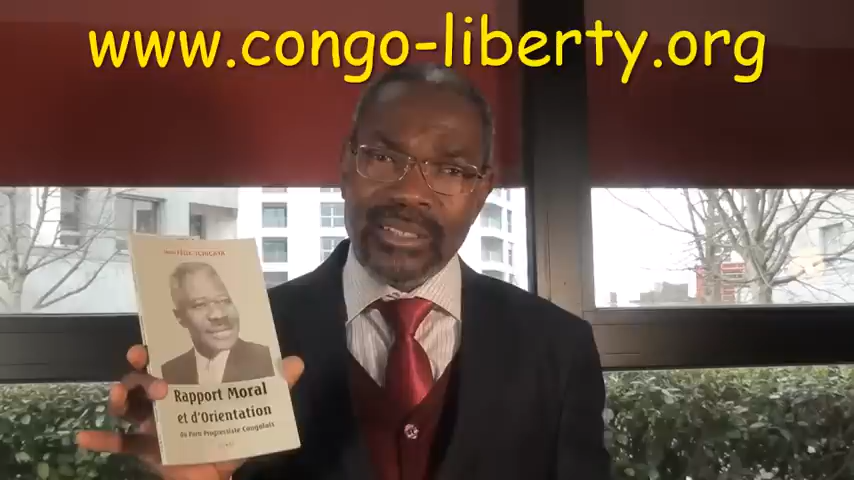 www.congo-liberty.org
Rapport Moral
et d'Orientation
du Parti Progressiste Congolais